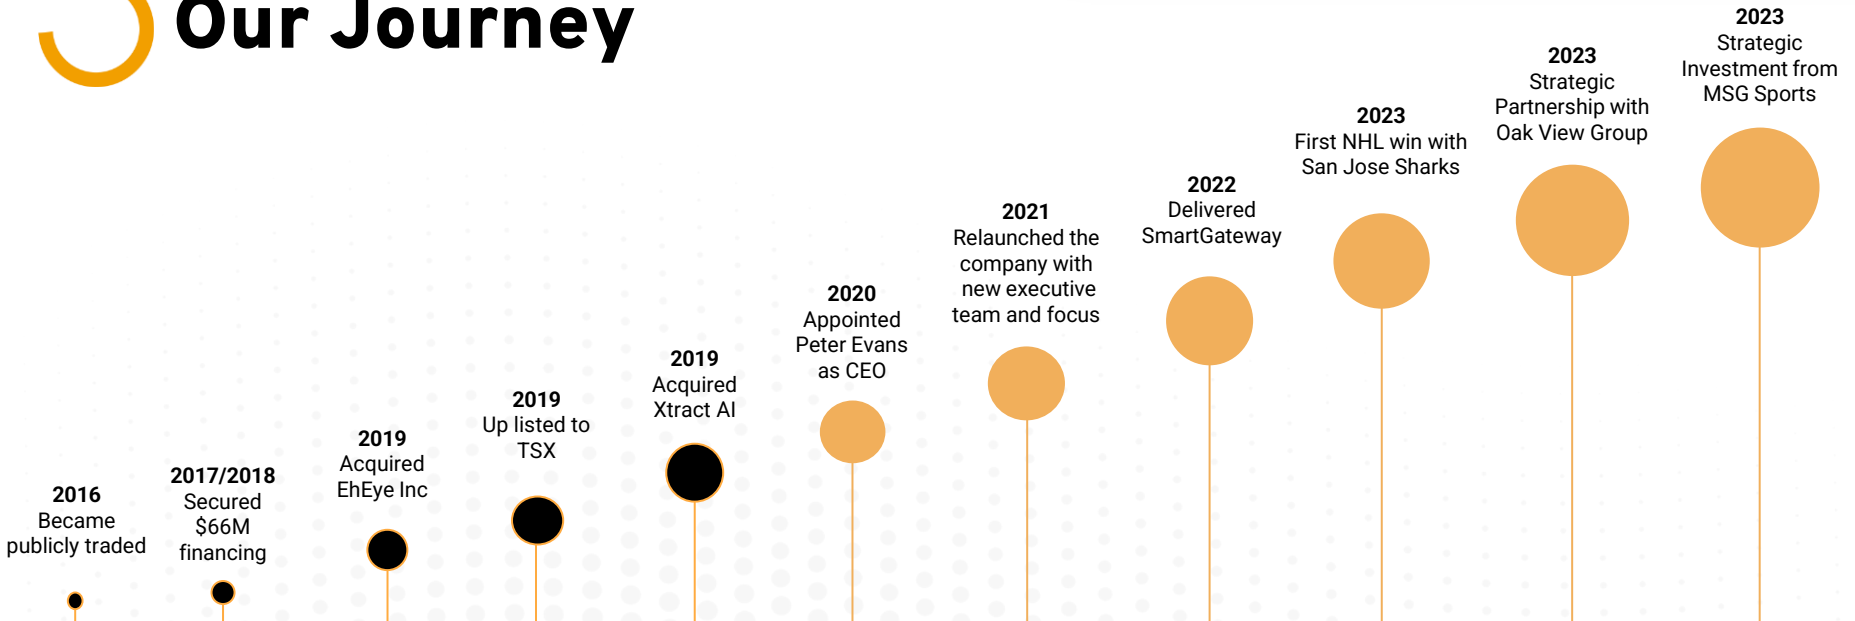 Our Journey
2016
Became
publicly traded
2017/2018
Secured
$66M
financing
2019
Acquired
EhEye Inc
2019
Up listed to
TSX
2019
Acquired
Xtract AI
2020
Appointed
Peter Evans
as CEO
2021
Relaunched the
company with
new executive
team and focus
2022
Delivered
SmartGateway
2023
First NHL win with
San Jose Sharks
2023
Strategic
Partnership with
Oak View Group
2023
Strategic
Investment from
MSG Sports